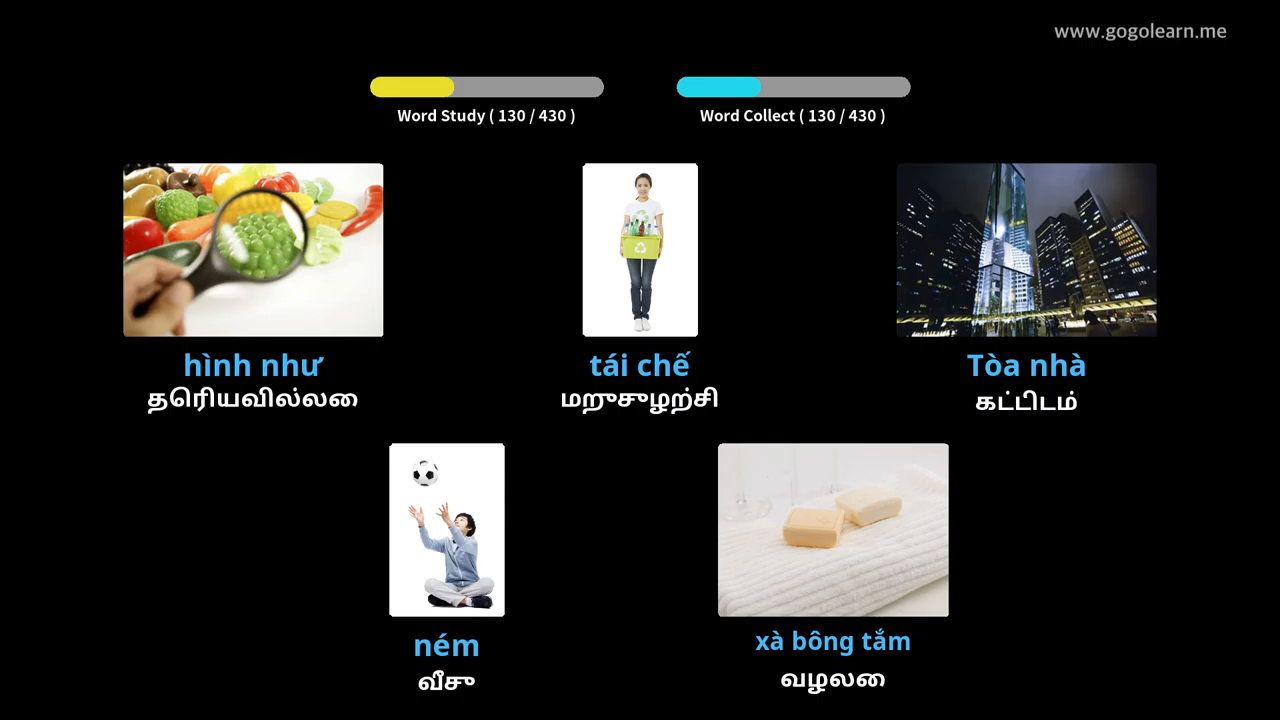 www.gogolearn.me
Word Study ( 130 / 430 )
Word Collect ( 130 / 430 )
hình như
தெரியவில்லை
tái chế
மறுசுழற்சி
Tòa nhà
கட்டிடம்
ném
வீசு
xà bông tắm
வழலை